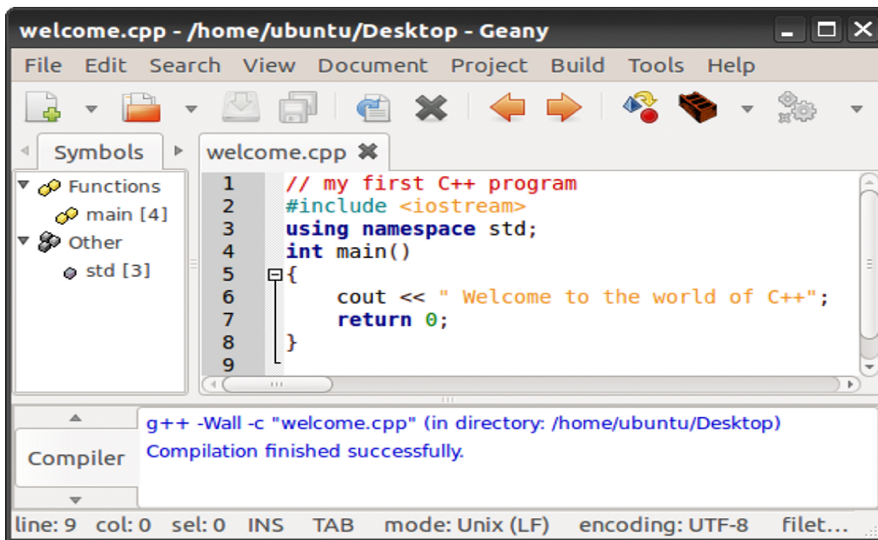 welcome.cpp - /home/ubuntu/Desktop - Geany
File Edit Search View Document Project Build Tools Help
Symbols
Functions
main [4]
Other
std [3]
welcome.cpp
1 // my first C++ program
2 #include <iostream>
3 using namespace std;
4 int main()
5 {
6 cout << " Welcome to the world of C++";
7 return 0;
8 }
9
Compiler
g++ -Wall -c "welcome.cpp" (in directory: /home/ubuntu/Desktop)
Compilation finished successfully.
line: 9 col: 0 sel: 0 INS TAB mode: Unix (LF) encoding: UTF-8 filet...